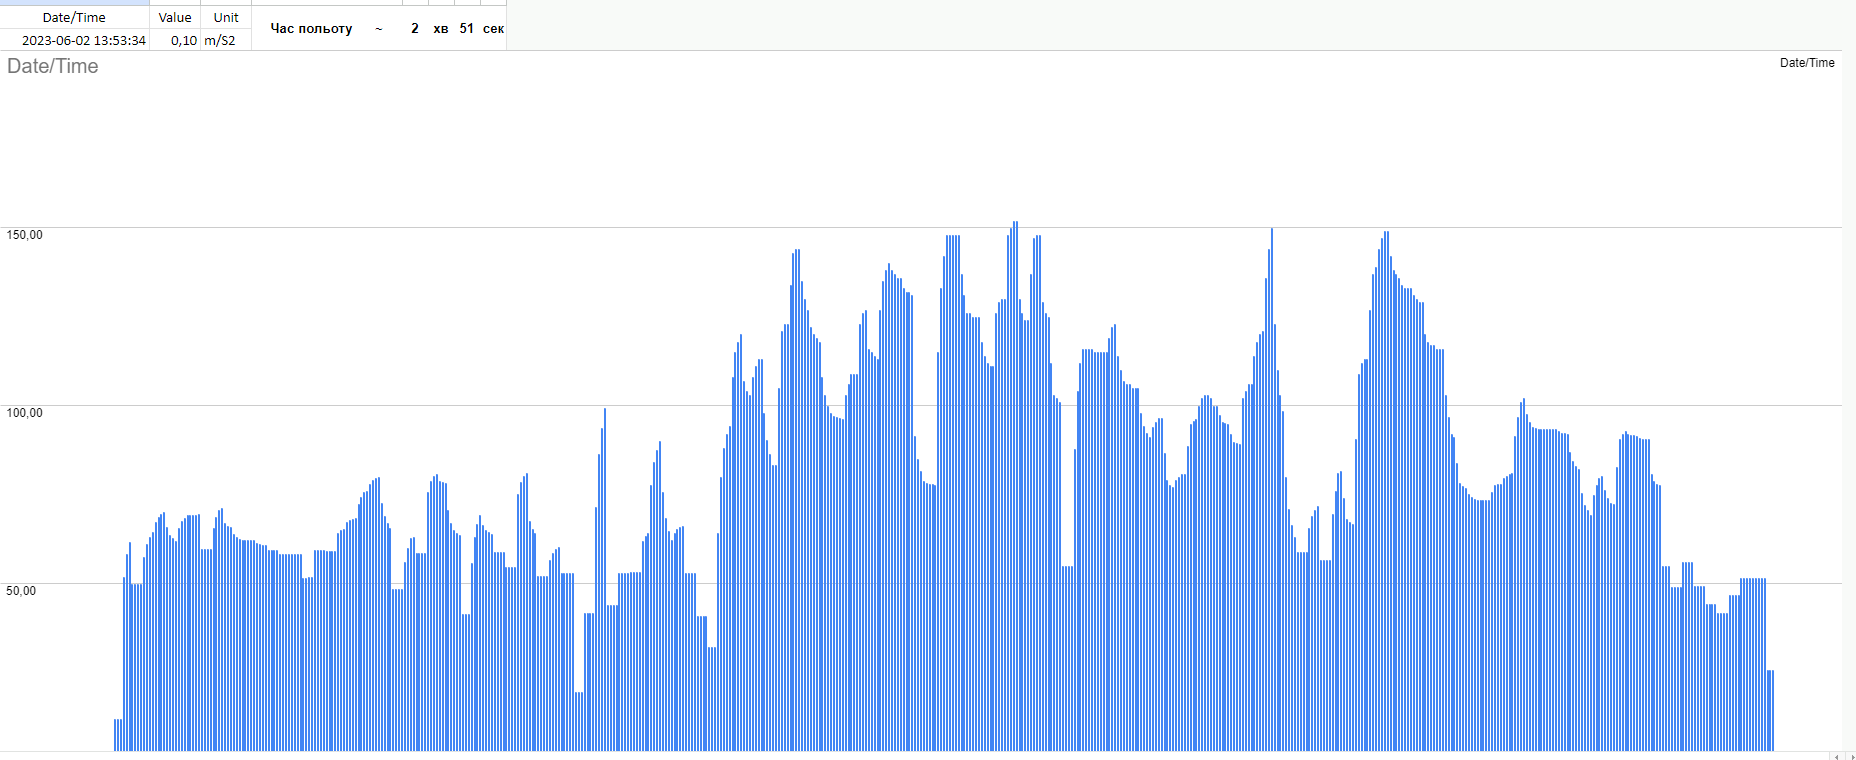 Date/Time Value Unit
Час польоту ~ 2 хв 51 сек
2023-06-02 13:53:34 0,10 m/S2
Date/Time
Date/Time
150,00
100,00
50,00